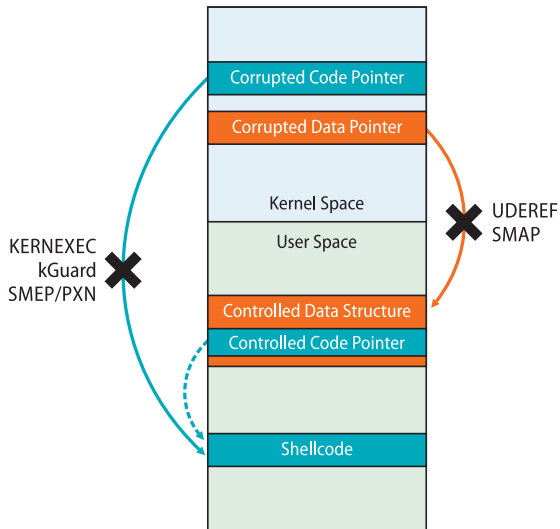 Corrupted Code Pointer
Corrupted Data Pointer
Kernel Space
User Space
UDEREF
SMAP
KERNEXEC
kGuard
SMEP/PXN
Controlled Data Structure
Controlled Code Pointer
Shellcode